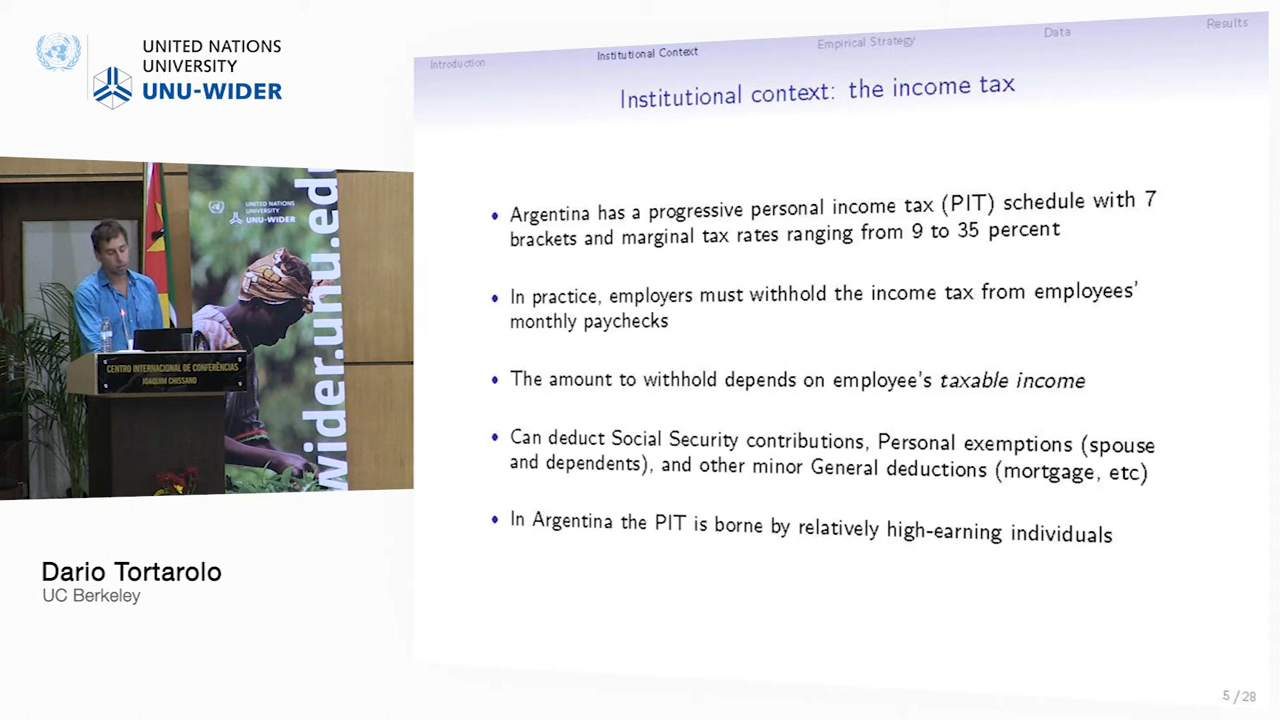 UNITED NATIONS
UNIVERSITY
UNU-WIDER
Introduction
Institutional Context
Empirical Strategy
Data
Results
Institutional context: the income tax
• Argentina has a progressive personal income tax (PIT) schedule with 7
brackets and marginal tax rates ranging from 9 to 35 percent
• In practice, employers must withhold the income tax from employees'
monthly paychecks
• The amount to withhold depends on employee's taxable income
• Can deduct Social Security contributions, Personal exemptions (spouse
and dependents), and other minor General deductions (mortgage, etc)
• In Argentina the PIT is borne by relatively high-earning individuals
5 / 28
UNITED NATIONS
UNIVERSITY
UNU-WIDER
wider.unu.edu
CENTRO INTERNACIONAL DE CONFERÊNCIAS
JOAQUIM CHISSANO
Dario Tortarolo
UC Berkeley